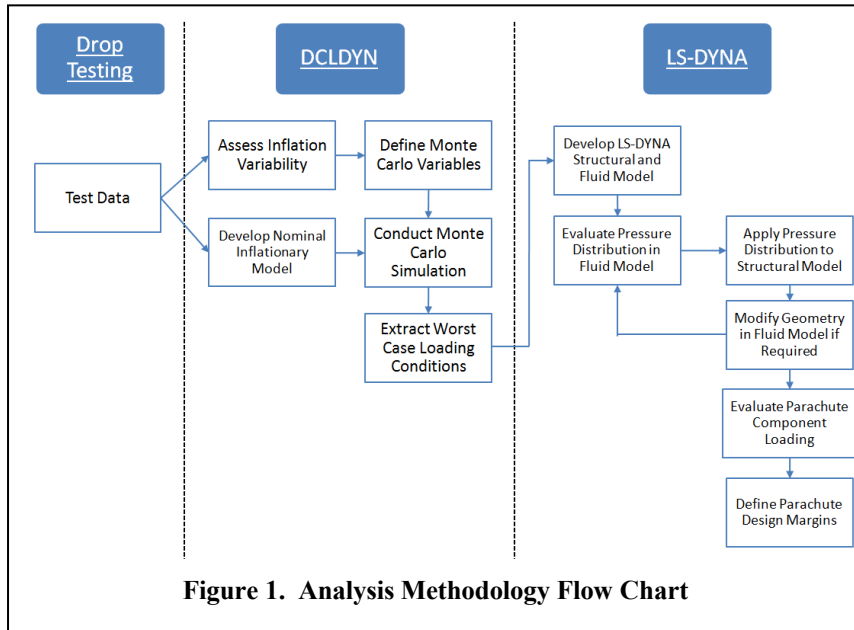 Drop
Testing
DCLDYN
LS-DYNA
Test Data
Assess Inflation
Variability
Define Monte
Carlo Variables
Develop Nominal
Inflationary
Model
Conduct Monte
Carlo
Simulation
Extract Worst
Case Loading
Conditions
Develop LS-DYNA
Structural and
Fluid Model
Evaluate Pressure
Distribution in
Fluid Model
Apply Pressure
Distribution to
Structural Model
Modify Geometry
in Fluid Model if
Required
Evaluate Parachute
Component
Loading
Define Parachute
Design Margins
Figure 1. Analysis Methodology Flow Chart